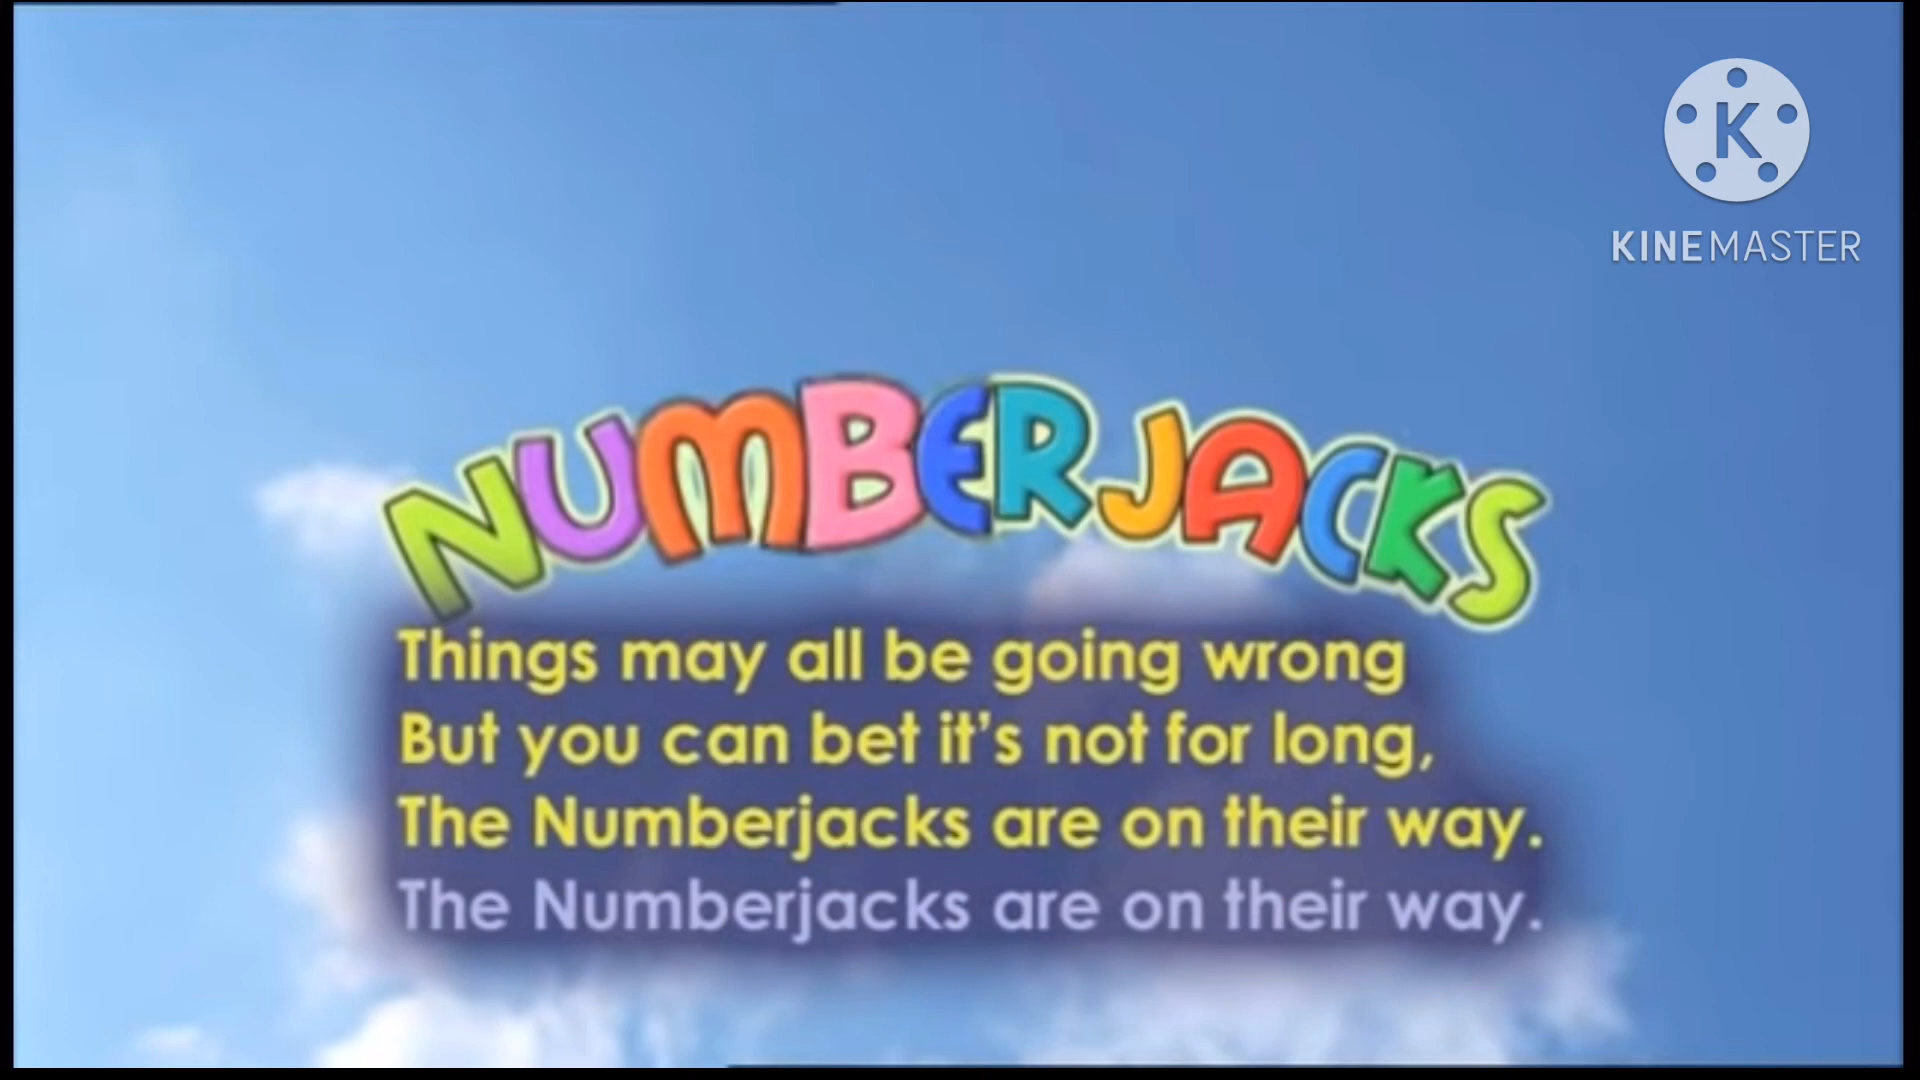 K
KINEMASTER
NUMBERJACKS
Things may all be going wrong
But you can bet it's not for long,
The Numberjacks are on their way.
The Numberjacks are on their way.